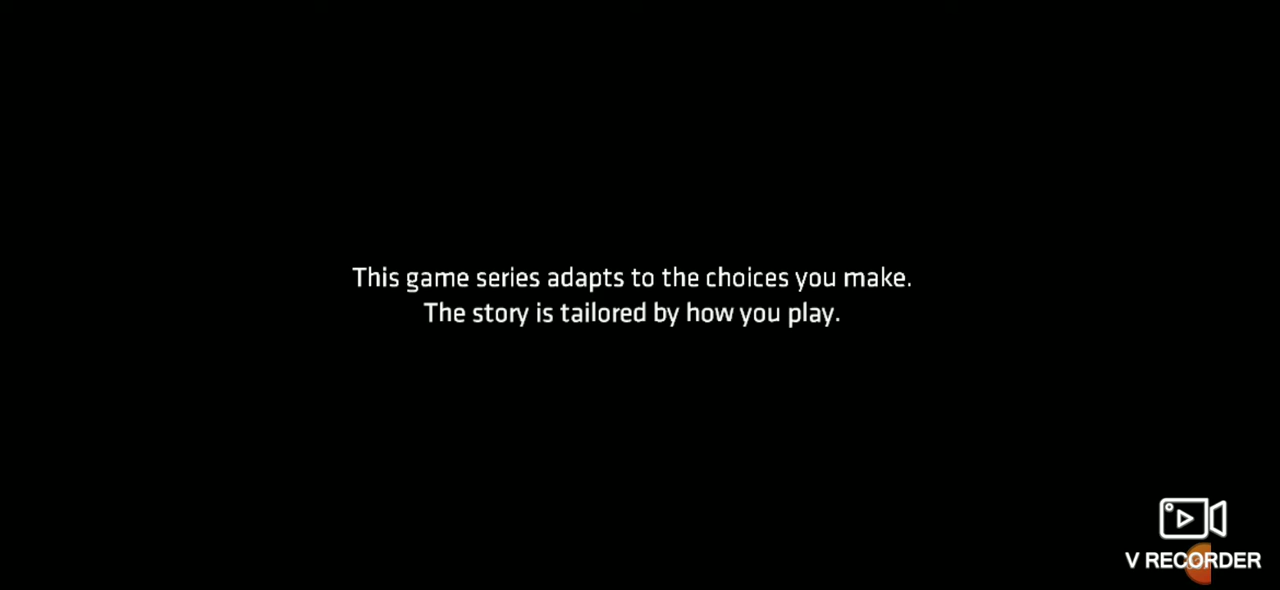 This game series adapts to the choices you make.
The story is tailored by how you play.
V RECORDER